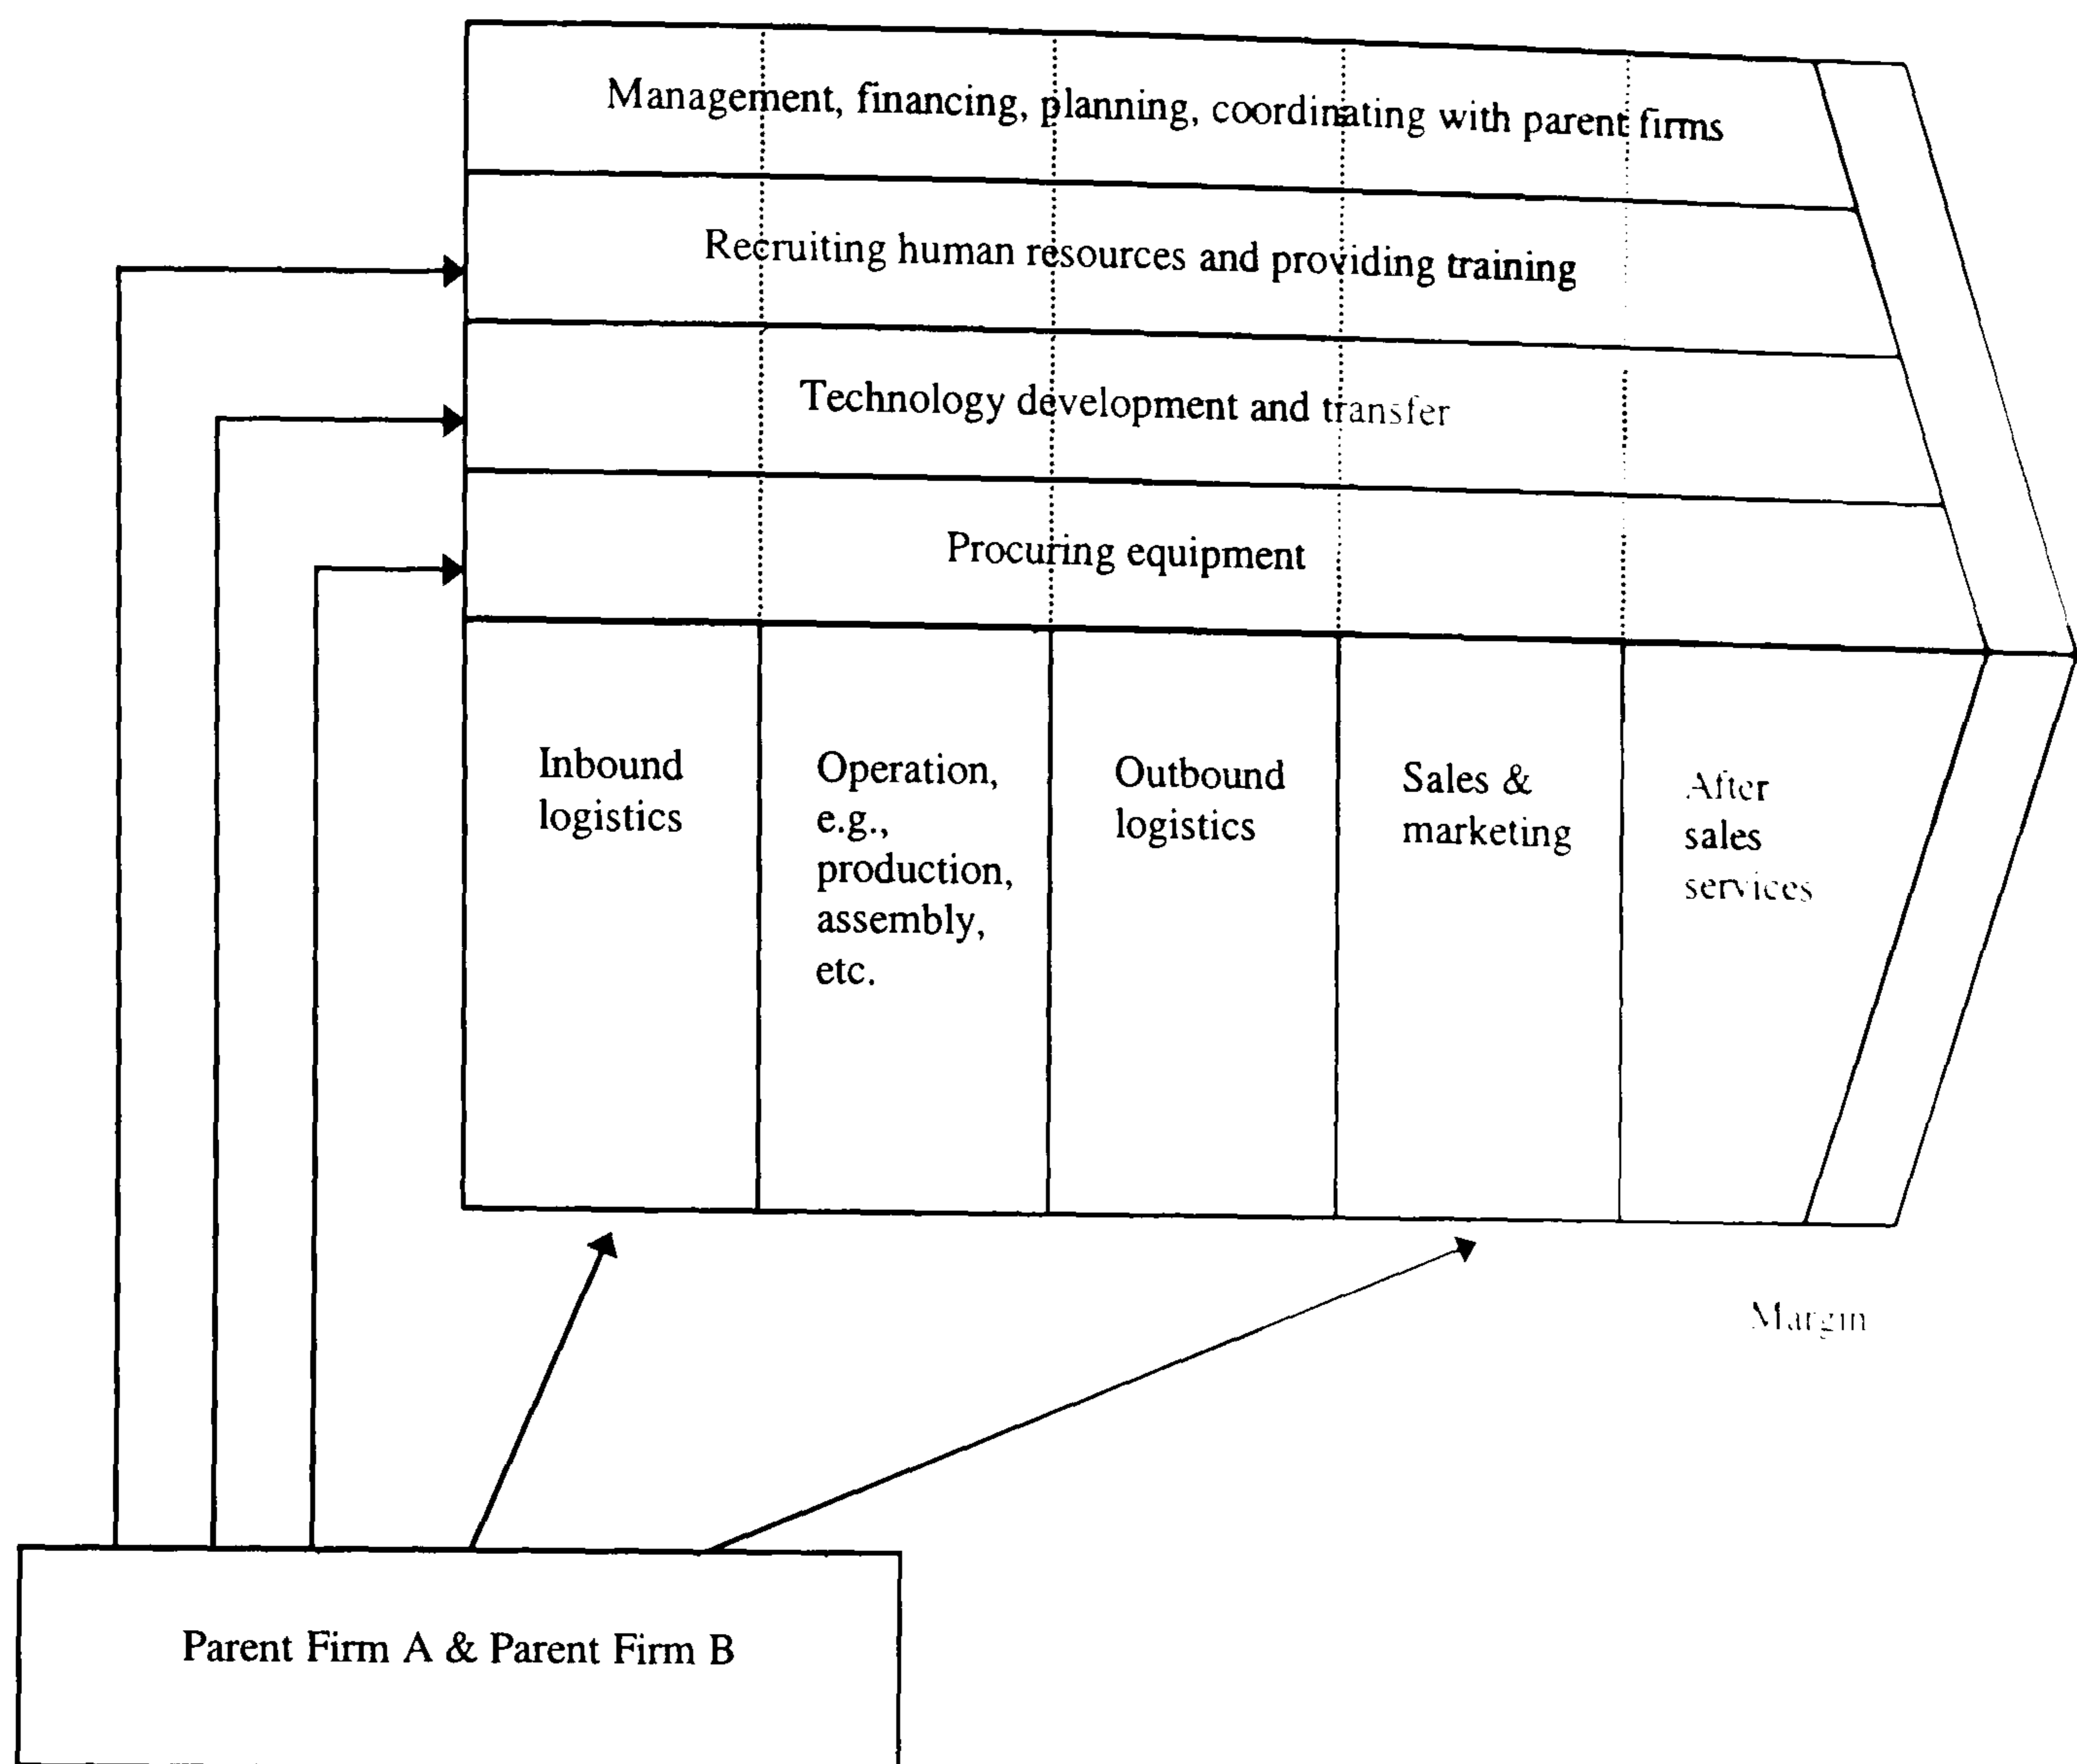 Management, financing, planning, coordinating with parent firms
Recruiting human resources and providing training
Technology development and transfer
Procuring equipment
Inbound
logistics
Operation,
e.g.,
production,
assembly,
etc.
Outbound
logistics
Sales &
marketing
After
sales
services
Margin
Parent Firm A & Parent Firm B